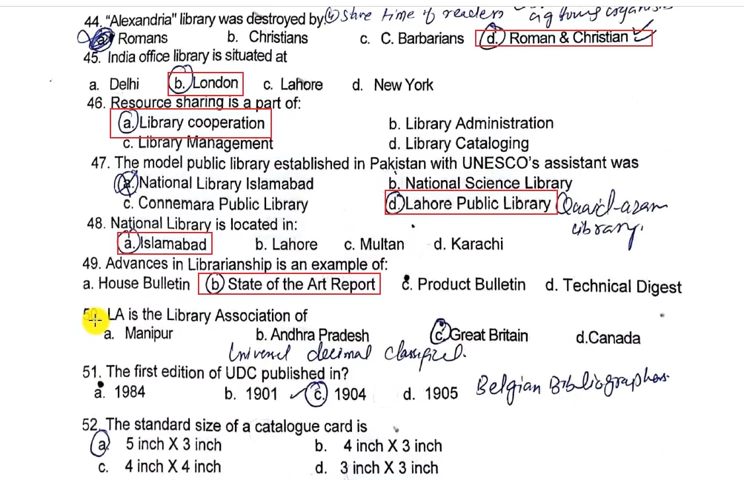 44. "Alexandria" library was destroyed by share time of readers
a. Romans b. Christians c. C. Barbarians d. Roman & Christian
45. India office library is situated at
a. Delhi b. London c. Lahore d. New York
46. Resource sharing is a part of:
a. Library cooperation b. Library Administration
c. Library Management d. Library Cataloging
47. The model public library established in Pakistan with UNESCO's assistant was
a. National Library Islamabad b. National Science Library
c. Connemara Public Library d. Lahore Public Library Quaid-azam
library.
48. National Library is located in:
a. Islamabad b. Lahore c. Multan d. Karachi
49. Advances in Librarianship is an example of:
a. House Bulletin b State of the Art Report c. Product Bulletin d. Technical Digest
LA is the Library Association of
a. Manipur b. Andhra Pradesh c. Great Britain d.Canada
decimal
51. The first edition of UDC published in?
a. 1984 b. 1901 c. 1904 d. 1905 Belgian
52. The standard size of a catalogue card is
a 5 inch X 3 inch b. 4 inch X 3 inch
c. 4 inch X 4 inch d. 3 inch X 3 inch